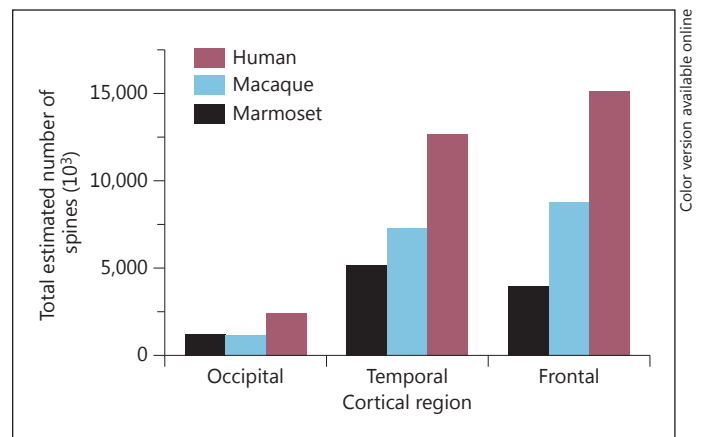 Human
Macaque
Marmoset
Total estimated number of
spines (10³)
15,000
10,000
5,000
0
Occipital
Temporal
Frontal
Cortical region
Color version available online